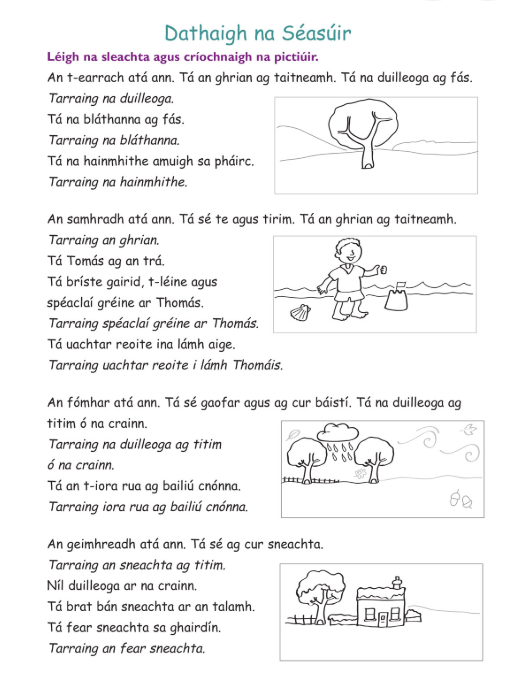 Dathaigh na Séasúir
Léigh na sleachta agus críochnaigh na pictiúir.
An t-earrach atá ann. Tá an ghrian ag taitneamh. Tá na duilleoga ag fás.
Tarraing na duilleoga.
Tá na bláthanna ag fás.
Tarraing na bláthanna.
Tá na hainmhithe amuigh sa pháirc.
Tarraing na hainmhithe.
An samhradh atá ann. Tá sé te agus tirim. Tá an ghrian ag taitneamh.
Tarraing an ghrian.
Tá Tomás ag an trá.
Tá bríste gairid, t-léine agus
spéaclaí gréine ar Thomás.
Tarraing spéaclaí gréine ar Thomás.
Tá uachtar reoite ina lámh aige.
Tarraing uachtar reoite i lámh Thomáis.
An fómhar atá ann. Tá sé gaofar agus ag cur báistí. Tá na duilleoga ag
titim ó na crainn.
Tarraing na duilleoga ag titim
ó na crainn.
Tá an t-iora rua ag bailiú cnónna.
Tarraing iora rua ag bailiú cnónna.
An geimhreadh atá ann. Tá sé ag cur sneachta.
Tarraing an sneachta ag titim.
Níl duilleoga ar na crainn.
Tá brat bán sneachta ar an talamh.
Tá fear sneachta sa ghairdín.
Tarraing an fear sneachta.